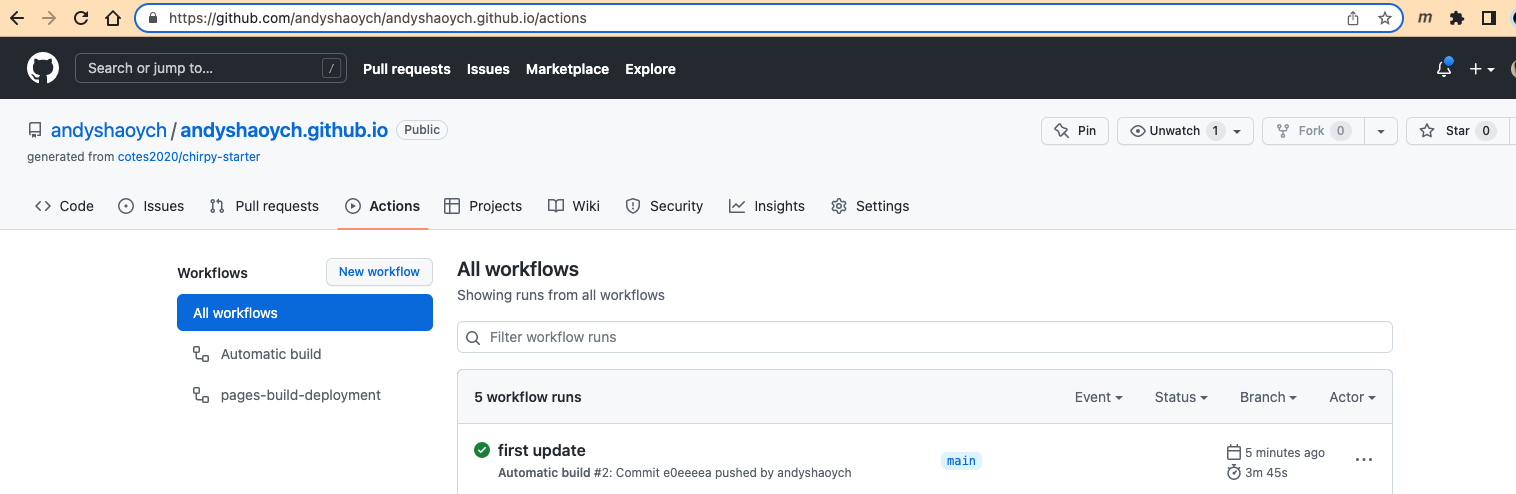 https://github.com/andyshaoych/andyshaoych.github.io/actions
m
Search or jump to... /
Pull requests Issues Marketplace Explore
andyshaoych / andyshaoych.github.io Public
Pin Unwatch 1 Fork 0 Star 0
generated from cotes2020/chirpy-starter
Code Issues Pull requests Actions Projects Wiki Security Insights Settings
Workflows New workflow
All workflows
Automatic build
pages-build-deployment
All workflows
Showing runs from all workflows
Filter workflow runs
5 workflow runs Event Status Branch Actor
first update
Automatic build #2: Commit e0eeeea pushed by andyshaoych
main
5 minutes ago
3m 45s